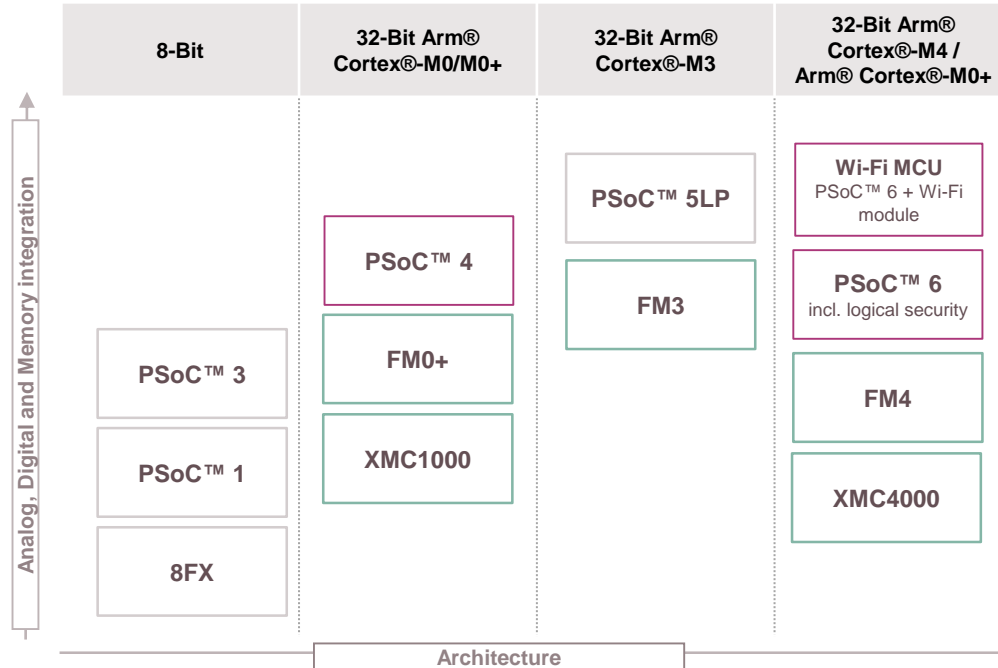 8-Bit
32-Bit Arm®
Cortex®-M0/M0+
32-Bit Arm®
Cortex®-M3
32-Bit Arm®
Cortex®-M4 /
Arm® Cortex®-M0+
Analog, Digital and Memory integration
PSoC™ 3
PSoC™ 1
8FX
PSoC™ 4
FM0+
XMC1000
PSoC™ 5LP
FM3
Wi-Fi MCU
PSoC™ 6 + Wi-Fi
module
PSoC™ 6
incl. logical security
FM4
XMC4000
Architecture